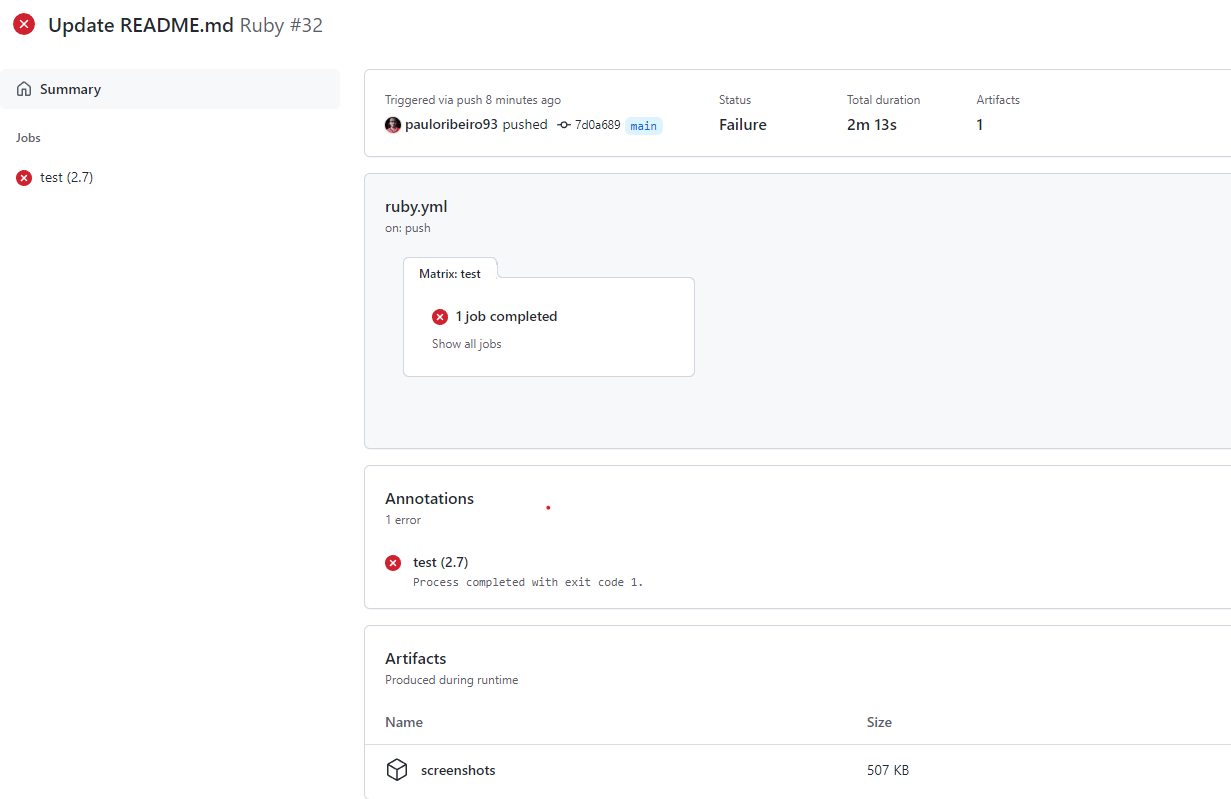 Update README.md Ruby #32
Summary
Jobs
test (2.7)
Triggered via push 8 minutes ago
pauloribeiro93 pushed 7d0a689 main
Status
Failure
Total duration
2m 13s
Artifacts
1
ruby.yml
on: push
Matrix: test
1 job completed
Show all jobs
Annotations
1 error
test (2.7)
Process completed with exit code 1.
Artifacts
Produced during runtime
Name Size
screenshots 507 KB